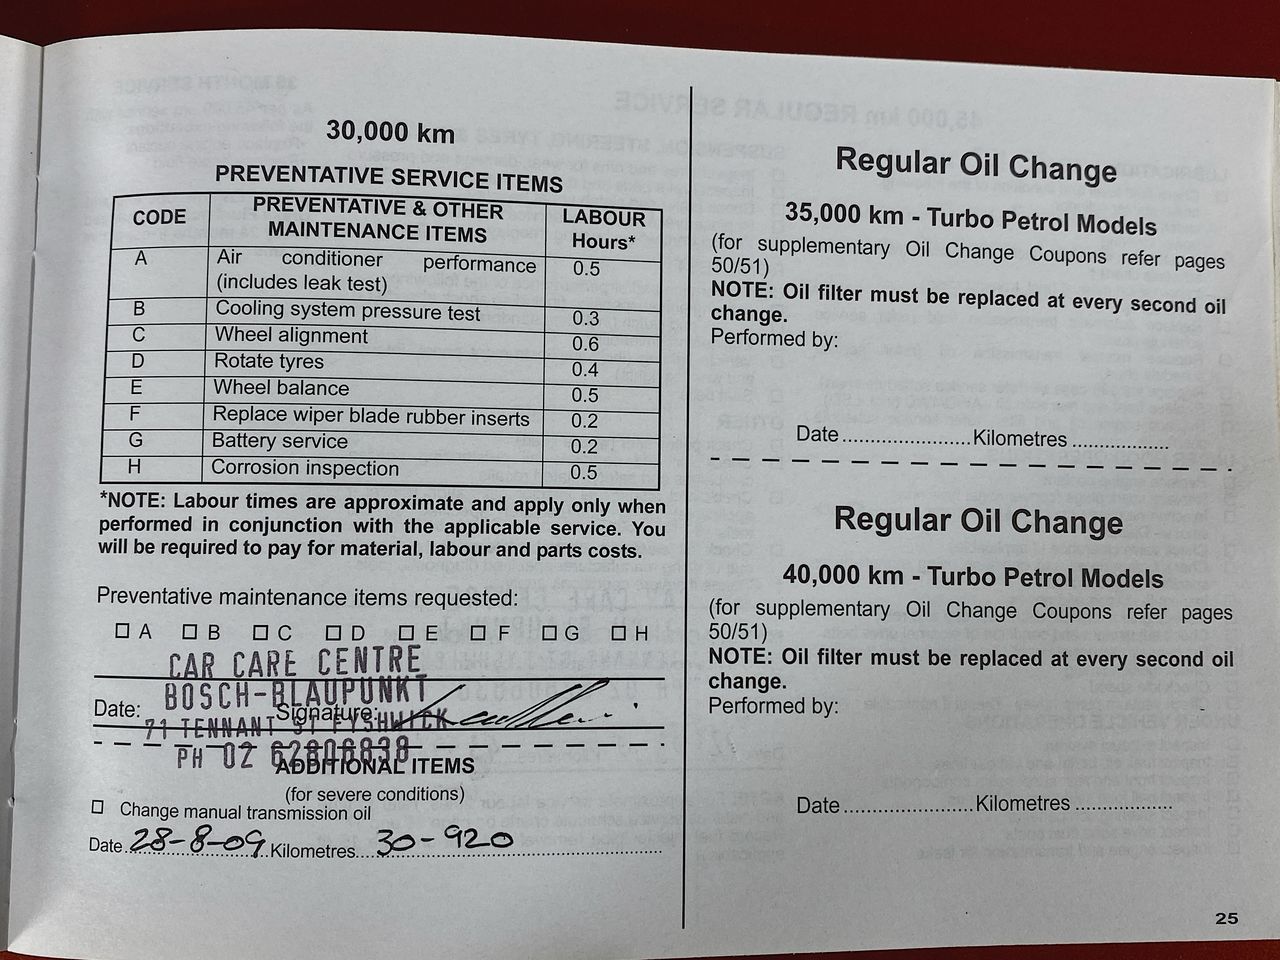 30,000 km
PREVENTATIVE SERVICE ITEMS
CODE PREVENTATIVE & OTHER MAINTENANCE ITEMS LABOUR Hours*
A Air conditioner performance (includes leak test) 0.5
B Cooling system pressure test 0.3
C Wheel alignment 0.6
D Rotate tyres 0.4
E Wheel balance 0.5
F Replace wiper blade rubber inserts 0.2
G Battery service 0.2
H Corrosion inspection 0.5
*NOTE: Labour times are approximate and apply only when
performed in conjunction with the applicable service. You
will be required to pay for material, labour and parts costs.
Preventative maintenance items requested:
☐ A ☐ B ☐ C ☐ D ☐ E ☐ F ☐ G ☐ H
CAR CARE CENTRE
BOSCH-BLAUPUNKT
Date: Signature:
71 TENNANT ST FYSHWICK
PH 02 62806838
ADDITIONAL ITEMS
(for severe conditions)
☐ Change manual transmission oil
Date 28-8-09 Kilometres 30-920
Regular Oil Change
35,000 km - Turbo Petrol Models
(for supplementary Oil Change Coupons refer pages
50/51)
NOTE: Oil filter must be replaced at every second oil
change.
Performed by:
Date.......................Kilometres.................
Regular Oil Change
40,000 km - Turbo Petrol Models
(for supplementary Oil Change Coupons refer pages
50/51)
NOTE: Oil filter must be replaced at every second oil
change.
Performed by:
Date.......................Kilometres.................
25